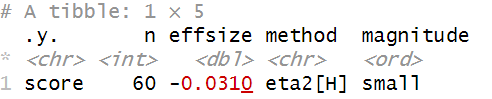 # A tibble: 1 × 5
.y. n effsize method magnitude
* <chr> <int> <dbl> <chr> <ord>
1 score 60 -0.0310 eta2[H] small